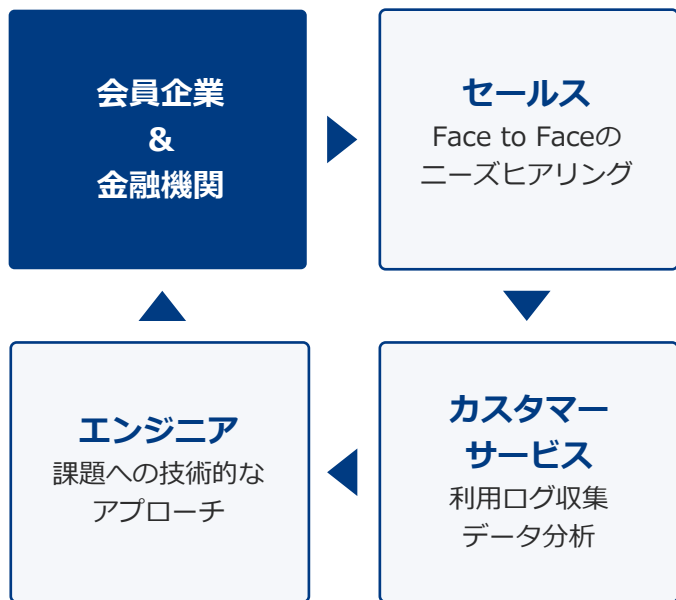 会員企業
&
金融機関
セールス
Face to Faceの
ニーズヒアリング
カスタマー
サービス
利用ログ収集
データ分析
エンジニア
課題への技術的な
アプローチ